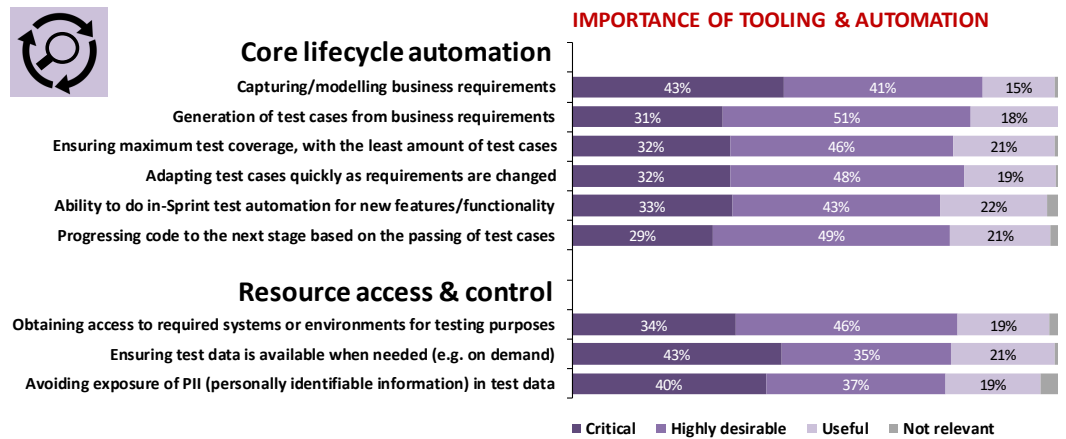 IMPORTANCE OF TOOLING & AUTOMATION
Core lifecycle automation
Capturing/modelling business requirements 43% 41% 15%
Generation of test cases from business requirements 31% 51% 18%
Ensuring maximum test coverage, with the least amount of test cases 32% 46% 21%
Adapting test cases quickly as requirements are changed 32% 48% 19%
Ability to do in-Sprint test automation for new features/functionality 33% 43% 22%
Progressing code to the next stage based on the passing of test cases 29% 49% 21%
Resource access & control
Obtaining access to required systems or environments for testing purposes 34% 46% 19%
Ensuring test data is available when needed (e.g. on demand) 43% 35% 21%
Avoiding exposure of PII (personally identifiable information) in test data 40% 37% 19%
Critical Highly desirable Useful Not relevant